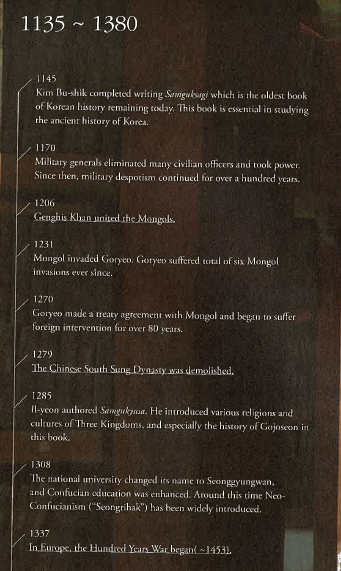 1135 ~ 1380
1145
Kim Bu-shik completed writing Samguksagi which is the oldest book
of Korean history remaining today. This book is essential in studying
the ancient history of Korea.
1170
Military generals eliminated many civilian officers and took power.
Since then, military despotism continued for over a hundred years.
1206
Genghis Khan united the Mongols.
1231
Mongol invaded Goryeo. Goryeo suffered total of six Mongol
invasions ever since.
1270
Goryeo made a treaty agreement with Mongol and began to suffer
foreign intervention for over 80 years.
1279
The Chinese South Sung Dynasty was demolished.
1285
Il-yeon authored Samgukyusa. He introduced various religions and
cultures of Three Kingdoms, and especially the history of Gojoseon in
this book.
1308
The national university changed its name to Seonggyungwan,
and Confucian education was enhanced. Around this time Neo-
Confucianism ("Seongrihak") has been widely introduced.
1337
In Europe, the Hundred Years War began( ~1453).